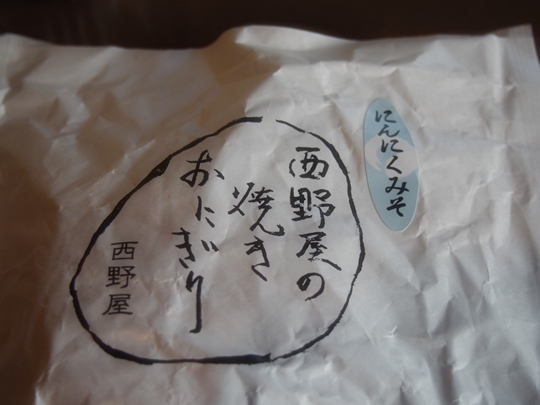 にんにくみそ
西野屋の
焼き
おにぎり
西野屋